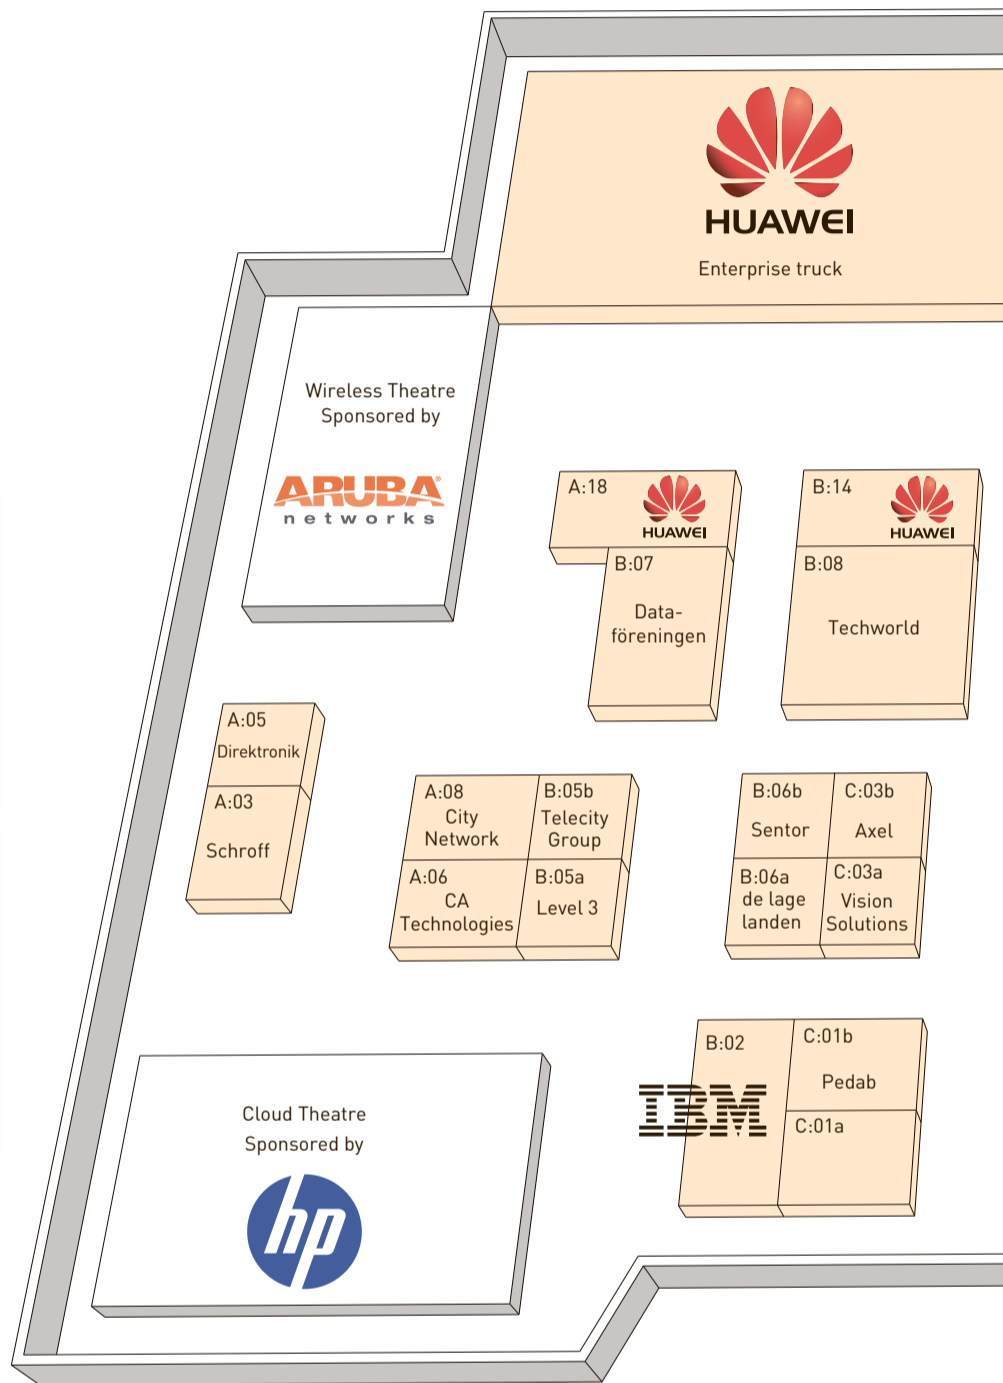 HUAWEI
Enterprise truck
Wireless Theatre
Sponsored by
ARUBA®
networks
A:18
HUAWEI
B:14
HUAWEI
B:07
Data-
föreningen
B:08
Techworld
A:05
Direktronik
A:03
Schroff
A:08
City
Network
B:05b
Telecity
Group
A:06
CA
Technologies
B:05a
Level 3
B:06b
Sentor
C:03b
Axel
B:06a
de lage
landen
C:03a
Vision
Solutions
B:02
IBM
C:01b
Pedab
C:01a
Cloud Theatre
Sponsored by
hp